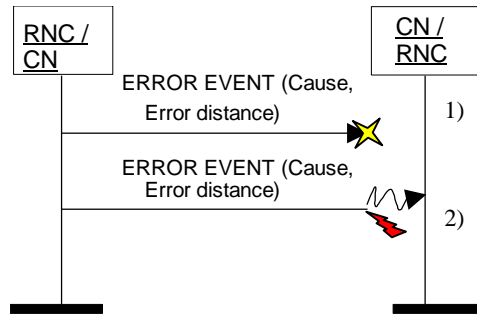 RNC /
CN
CN /
RNC
ERROR EVENT (Cause,
Error distance)
1)
ERROR EVENT (Cause,
Error distance)
2)